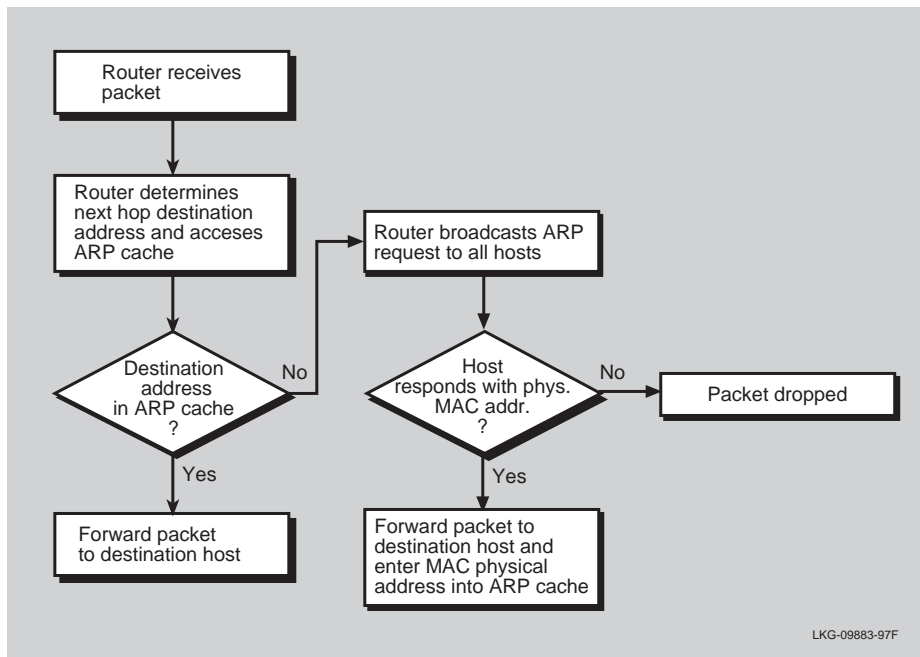 Router receives
packet
Router determines
next hop destination
address and acceses
ARP cache
Destination
address
in ARP cache
?
No
Yes
Forward packet
to destination host
Router broadcasts ARP
request to all hosts
Host
responds with phys.
MAC addr.
?
No
Packet dropped
Yes
Forward packet to
destination host and
enter MAC physical
address into ARP cache
LKG-09883-97F